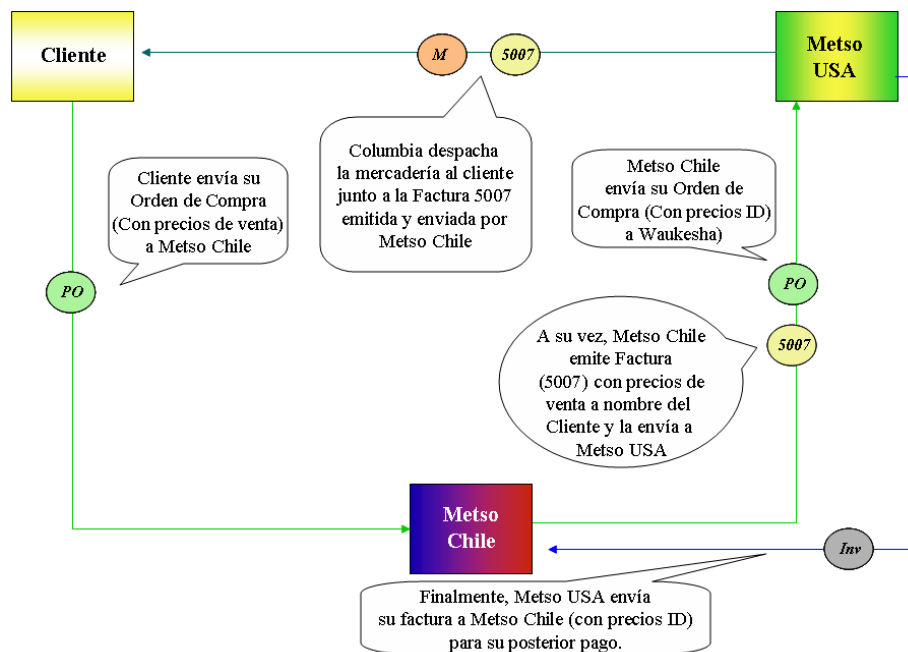 Cliente
M
5007
Metso
USA
Cliente envía su
Orden de Compra
(Con precios de venta)
a Metso Chile
Columbia despacha
la mercadería al cliente
junto a la Factura 5007
emitida y enviada por
Metso Chile
Metso Chile
envía su Orden de
Compra (Con precios ID)
a Waukesha)
PO
PO
5007
A su vez, Metso Chile
emite Factura
(5007) con precios de
venta a nombre del
Cliente y la envía a
Metso USA
Metso
Chile
Inv
Finalmente, Metso USA envía
su factura a Metso Chile (con precios ID)
para su posterior pago.